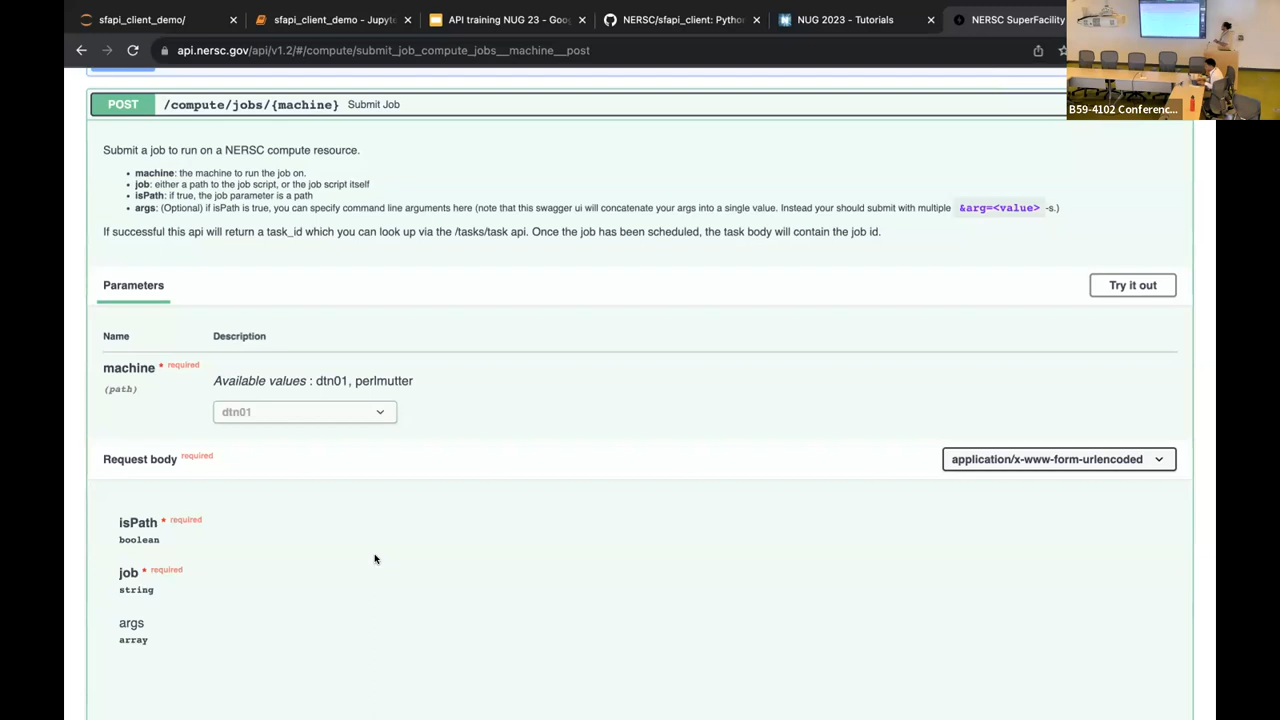 sfapi_client_demo/
sfapi_client_demo - Jupyte
API training NUG 23 - Goo
NERSC/sfapi_client: Pytho
NUG 2023 - Tutorials
NERSC SuperFacility
api.nersc.gov/api/v1.2/#/compute/submit_job_compute_jobs__machine__post
B59-4102 Conferenc...
POST /compute/jobs/{machine} Submit Job
Submit a job to run on a NERSC compute resource.
• machine: the machine to run the job on.
• job: either a path to the job script, or the job script itself
• isPath: if true, the job parameter is a path
• args: (Optional) if isPath is true, you can specify command line arguments here (note that this swagger ui will concatenate your args into a single value. Instead your should submit with multiple &arg=<value> -s.)
If successful this api will return a task_id which you can look up via the /tasks/task api. Once the job has been scheduled, the task body will contain the job id.
Parameters
Try it out
Name Description
machine * required
(path)
Available values : dtn01, perlmutter
dtn01
Request body required
application/x-www-form-urlencoded
isPath * required
boolean
job * required
string
args
array